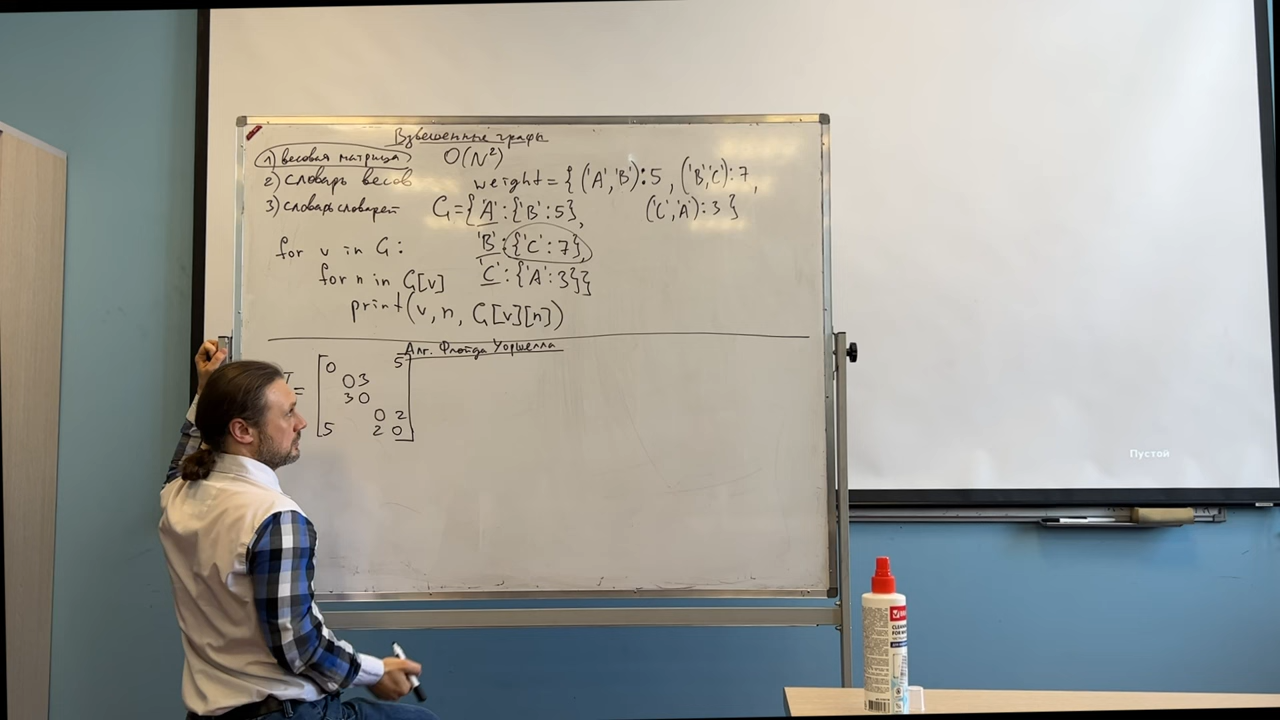 Взвешенные графы
1) весовая матрица O(N²)
2) словарь весов weight = { ('A','B'):5, ('B','C'):7,
3) словарь словарей G={'A':{'B':5}, ('C','A'):3}
for v in G: 'B':{'C':7},
for n in G[v] 'C':{'A':3}}
print(v, n, G[v][n])
Алг. Флойда Уоршелла
0 5
0 3
= 3 0
0 2
5 2 0
Пустой
CLEANER
FOR